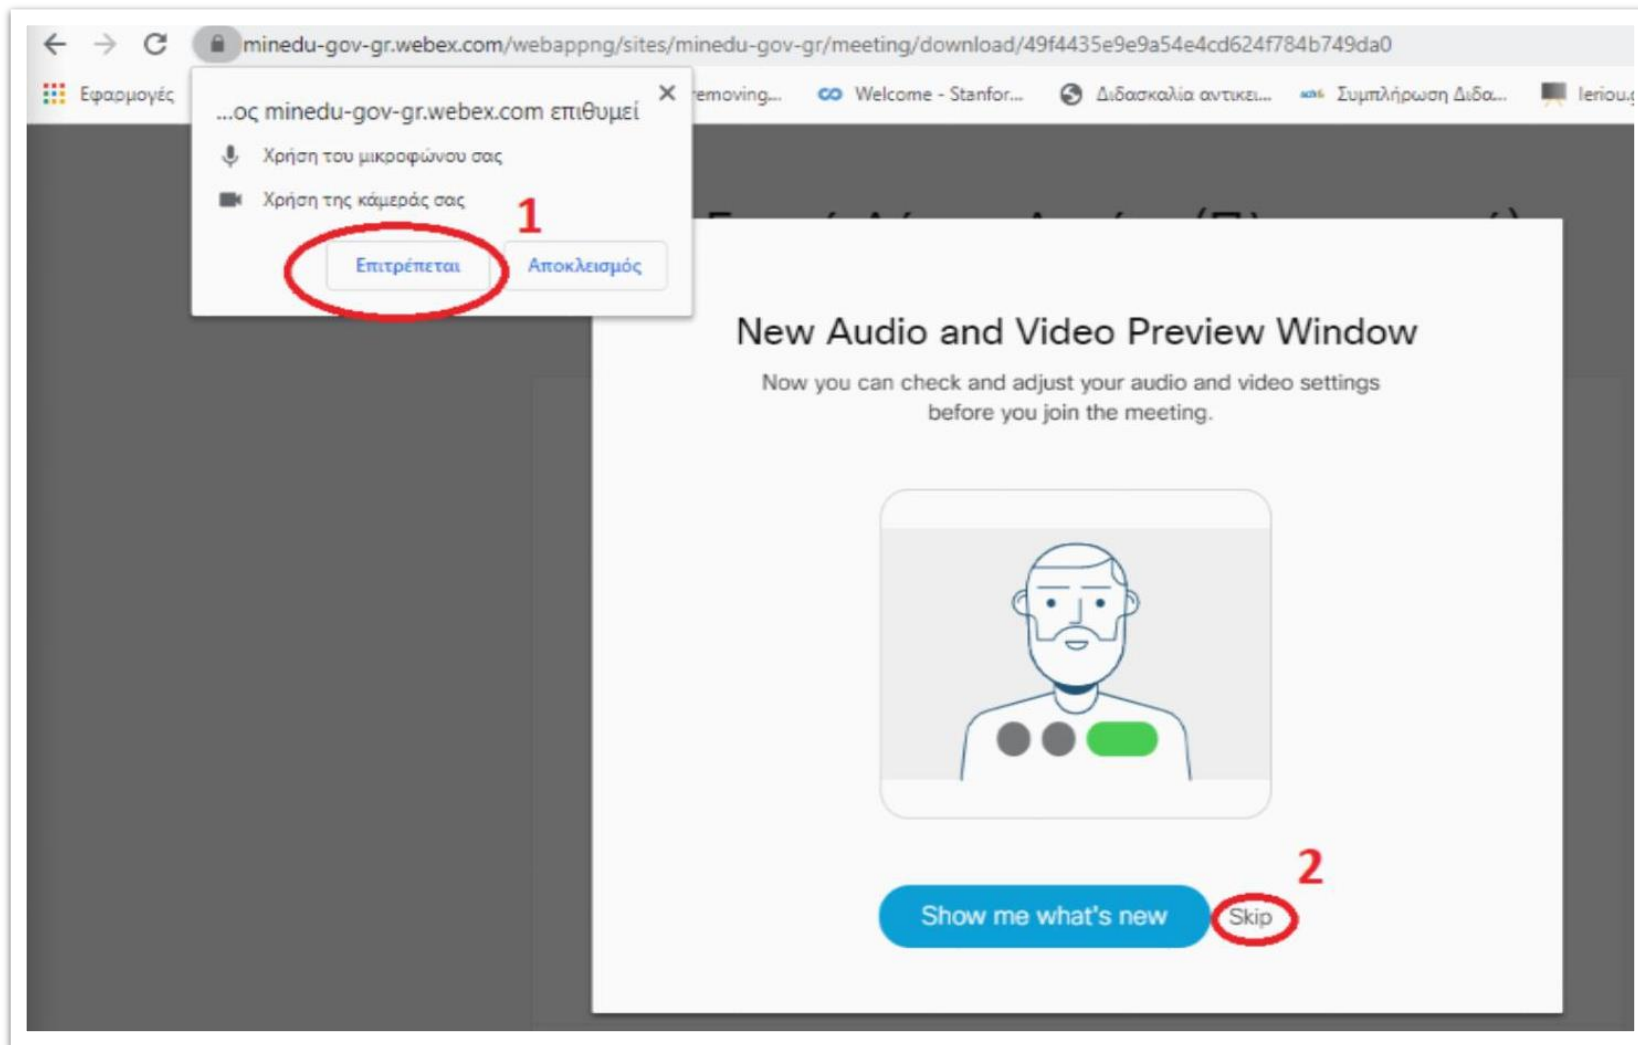 minedu-gov-gr.webex.com/webappng/sites/minedu-gov-gr/meeting/download/49f4435e9e9a54e4cd624f784b749da0
Εφαρμογές
removing... Welcome - Stanfor... Διδασκαλία αντικει... Συμπλήρωση Διδα... leriou.g
...ος minedu-gov-gr.webex.com επιθυμεί
Χρήση του μικροφώνου σας
Χρήση της κάμεράς σας
1
Επιτρέπεται Αποκλεισμός
New Audio and Video Preview Window
Now you can check and adjust your audio and video settings
before you join the meeting.
2
Show me what's new Skip